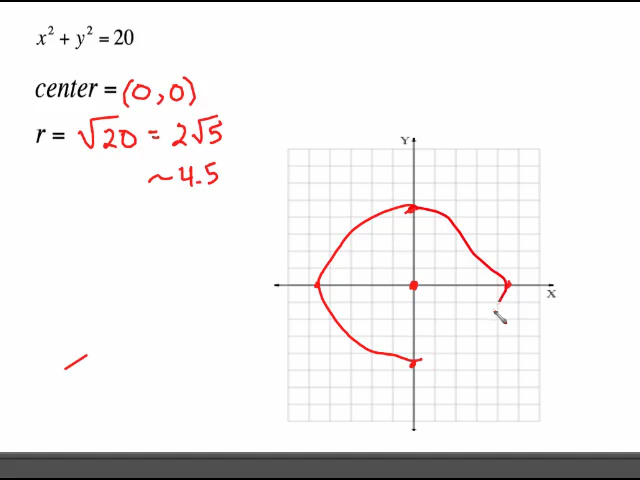 x² + y² = 20
center = (0,0)
r = √20 = 2√5
~4.5
Y
X